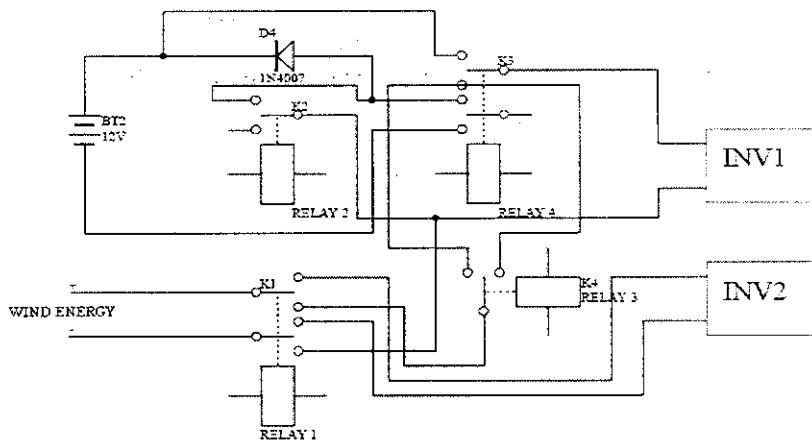 D4
1N4007
K3
K2
BT2
12V
INV1
RELAY 2
RELAY 4
K1
WIND ENERGY
+
-
K4
RELAY 3
INV2
RELAY 1